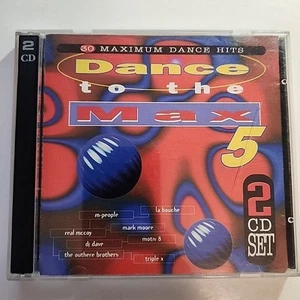 2
CD
30 MAXIMUM DANCE HITS
Dance
to the
Max
5
2
CD
SET
la bouche
m-people
mark moore
real mccoy
motiv 8
dj dave
the outhere brothers
triple x